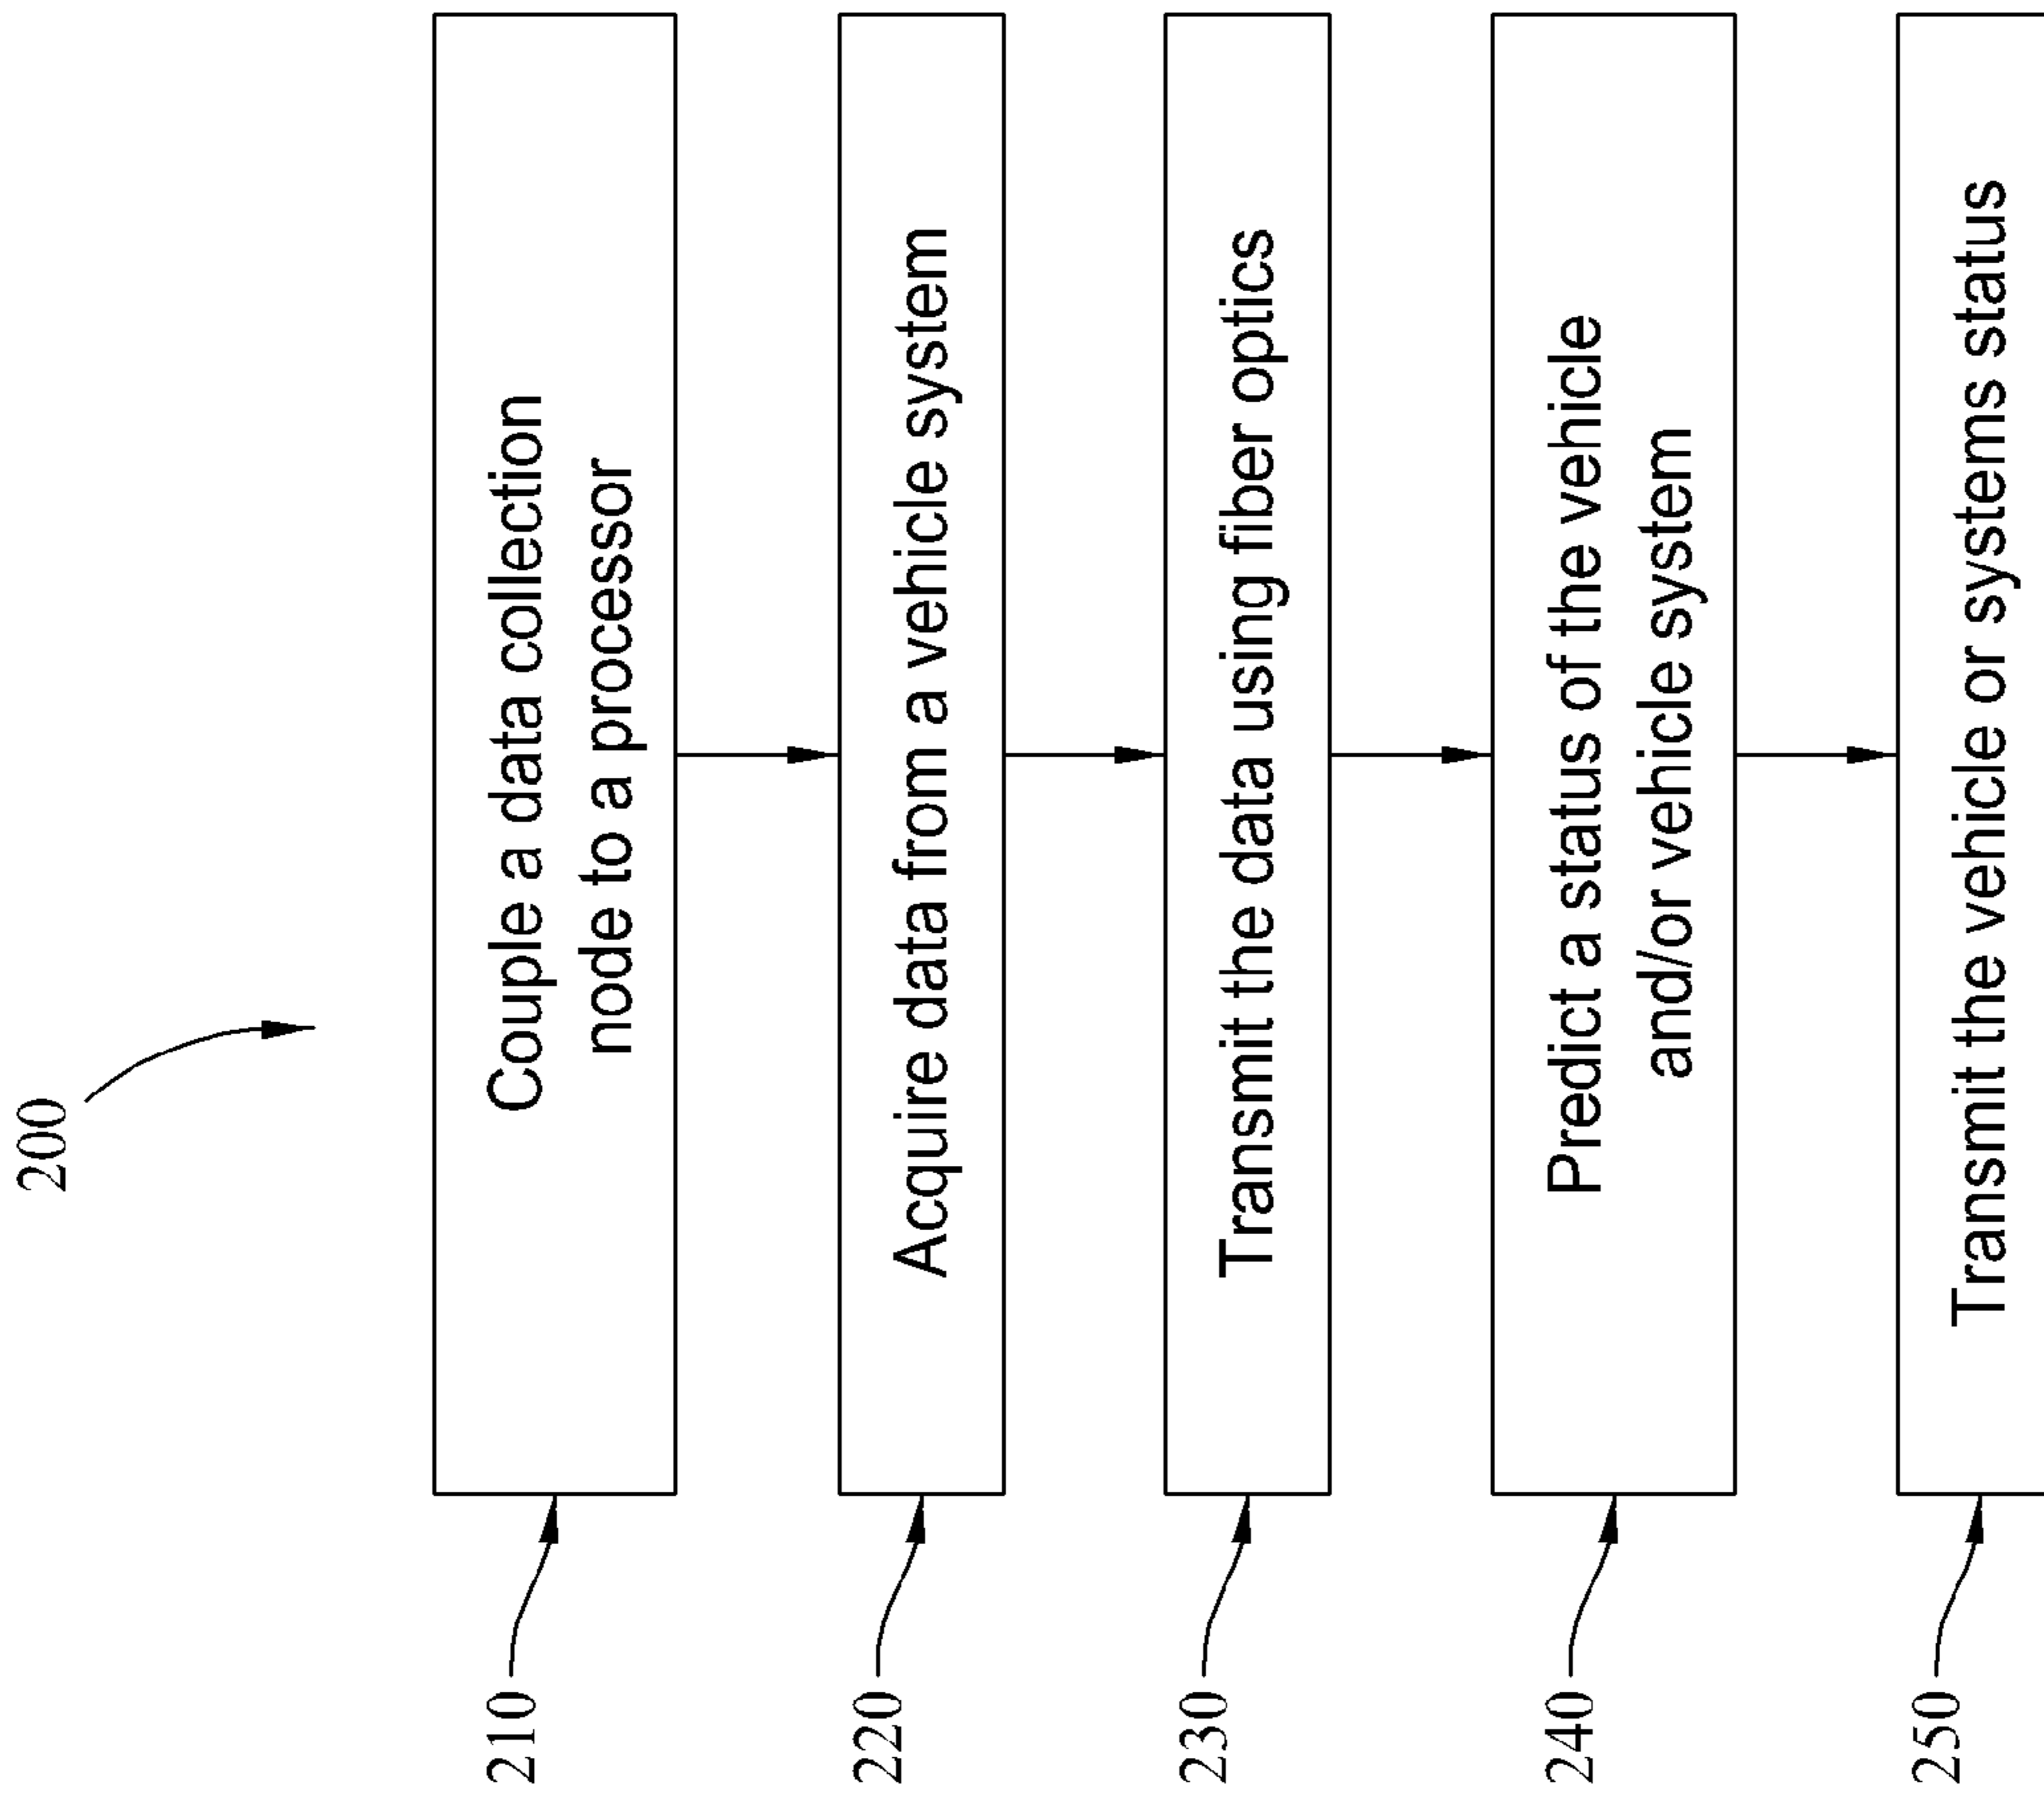 200
210
Couple a data collection
node to a processor
220
Acquire data from a vehicle system
230
Transmit the data using fiber optics
240
Predict a status of the vehicle
and/or vehicle system
250
Transmit the vehicle or systems status